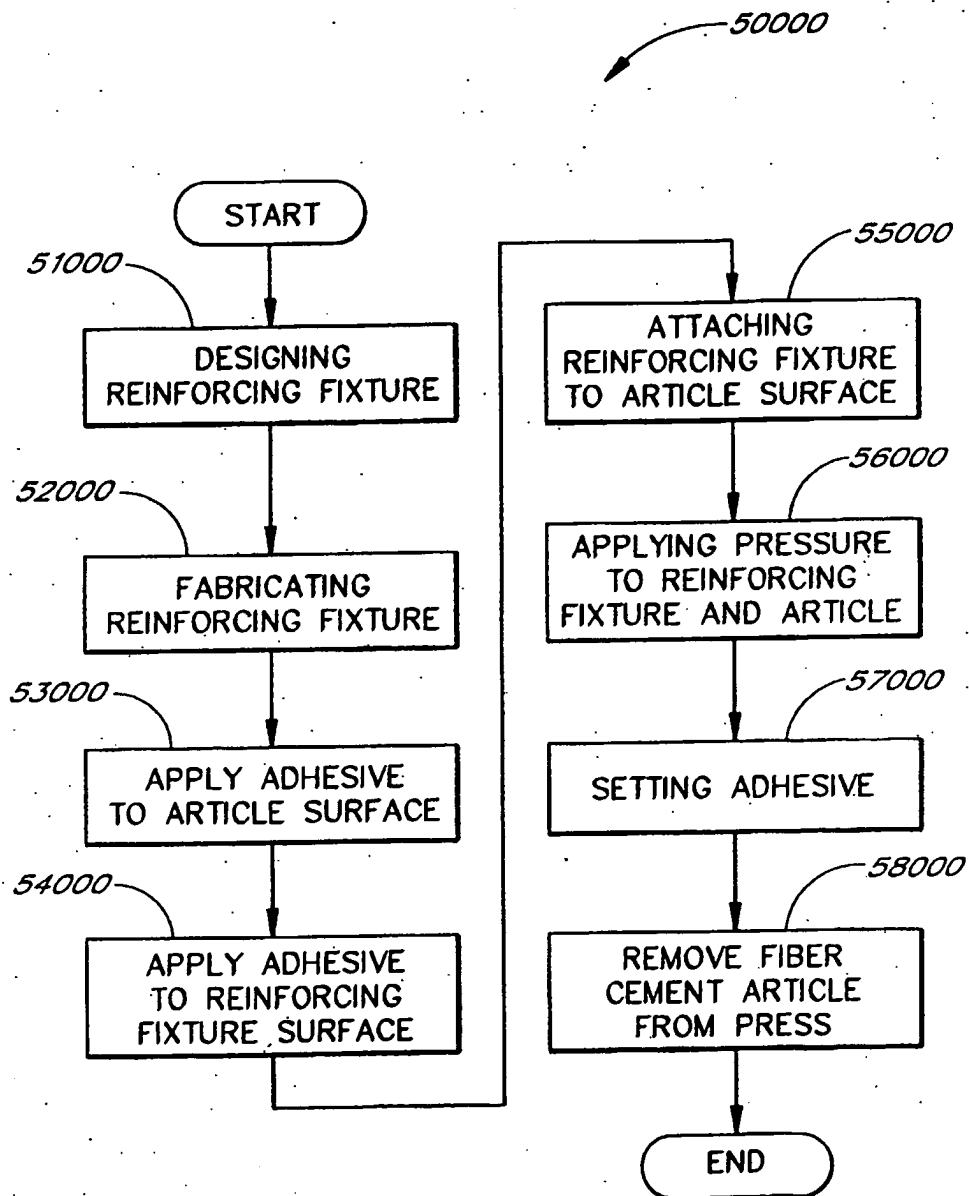 50000
START
51000
DESIGNING
REINFORCING FIXTURE
52000
FABRICATING
REINFORCING FIXTURE
53000
APPLY ADHESIVE
TO ARTICLE SURFACE
54000
APPLY ADHESIVE
TO REINFORCING
FIXTURE SURFACE
55000
ATTACHING
REINFORCING FIXTURE
TO ARTICLE SURFACE
56000
APPLYING PRESSURE
TO REINFORCING
FIXTURE AND ARTICLE
57000
SETTING ADHESIVE
58000
REMOVE FIBER
CEMENT ARTICLE
FROM PRESS
END